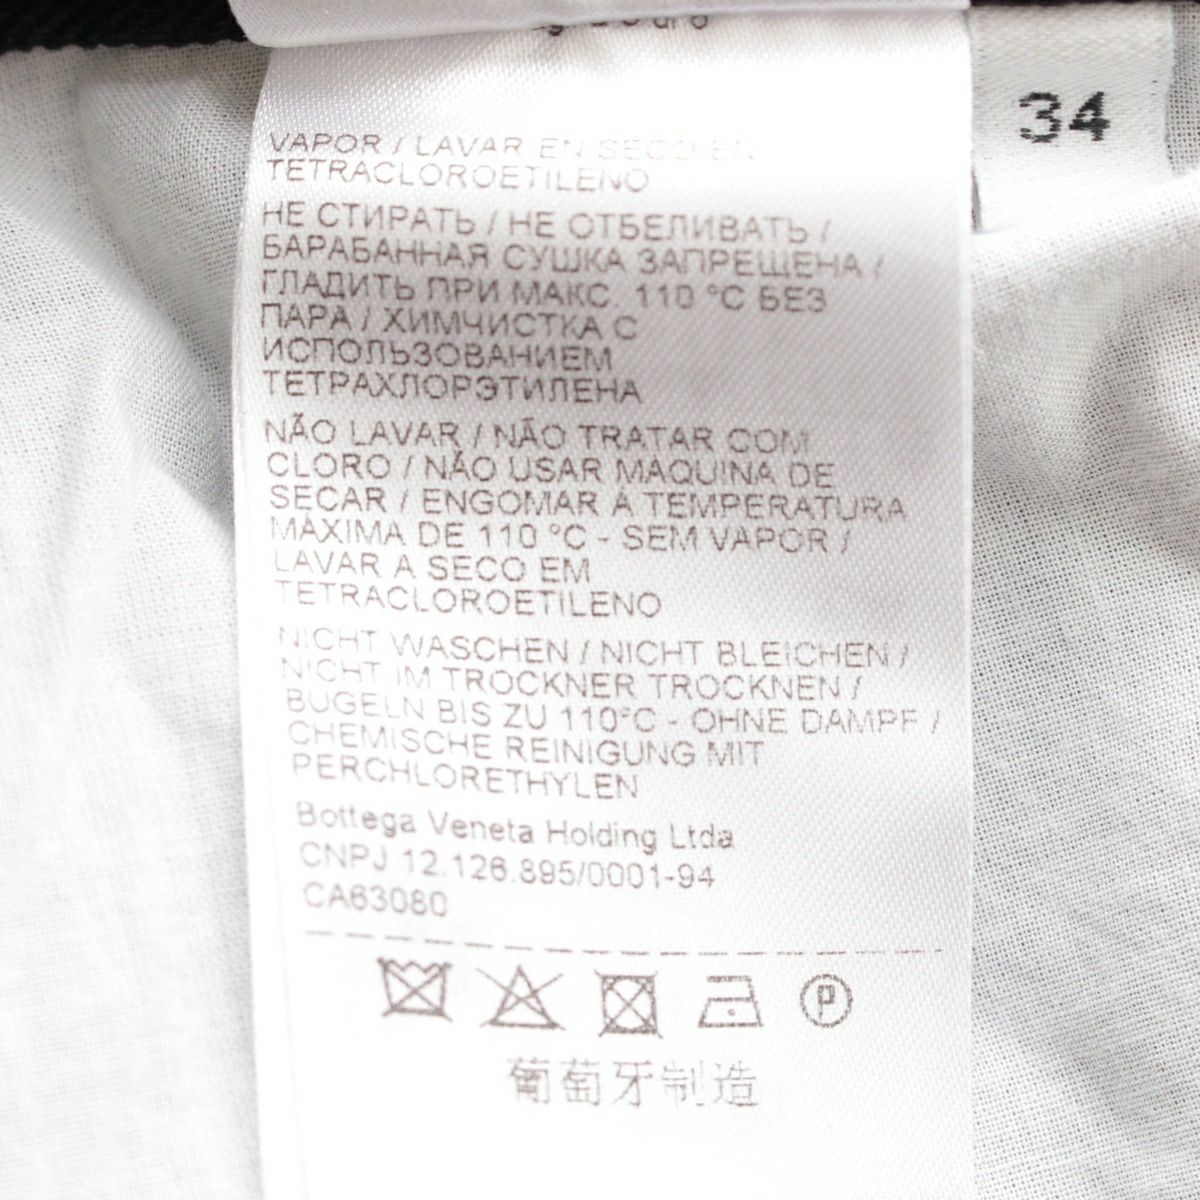 34
VAPOR / LAVAR EN SECO EN
TETRACLOROETILENO
НЕ СТИРАТЬ / НЕ ОТБЕЛИВАТЬ /
БАРАБАННАЯ СУШКА ЗАПРЕЩЕНА /
ГЛАДИТЬ ПРИ МАКС. 110 °C БЕЗ
ПАРА / ХИМЧИСТКА С
ИСПОЛЬЗОВАНИЕМ
ТЕТРАХЛОРЭТИЛЕНА
NÃO LAVAR / NÃO TRATAR COM
CLORO / NÃO USAR MAQUINA DE
SECAR / ENGOMAR À TEMPERATURA
MÁXIMA DE 110 °C - SEM VAPOR /
LAVAR A SECO EM
TETRACLOROETILENO
NICHT WASCHEN / NICHT BLEICHEN /
NICHT IM TROCKNER TROCKNEN /
BUGELN BIS ZU 110°C - OHNE DAMPF /
CHEMISCHE REINIGUNG MIT
PERCHLORETHYLEN
Bottega Veneta Holding Ltda
CNPJ 12.126.895/0001-94
CA63080
P
葡萄牙制造